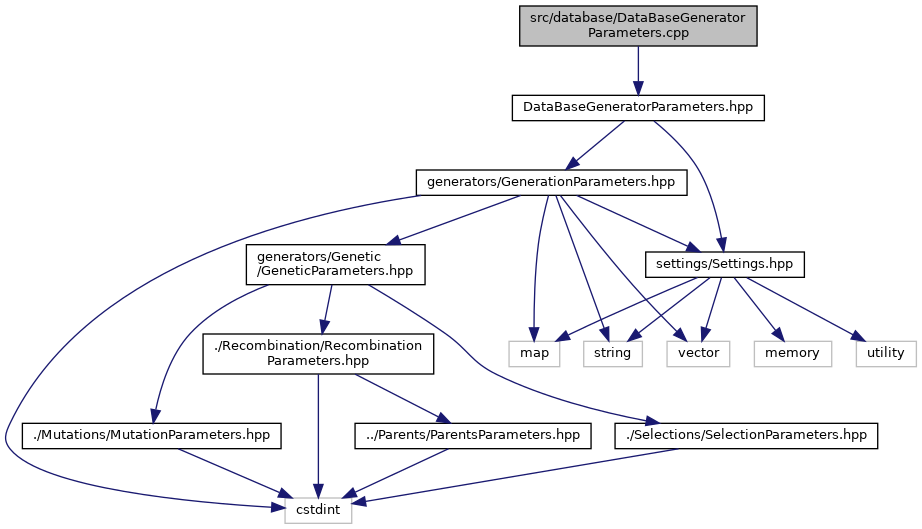 src/database/DataBaseGenerator
Parameters.cpp
DataBaseGeneratorParameters.hpp
generators/GenerationParameters.hpp
generators/Genetic
/GeneticParameters.hpp
settings/Settings.hpp
./Recombination/Recombination
Parameters.hpp
map
string
vector
memory
utility
./Mutations/MutationParameters.hpp
../Parents/ParentsParameters.hpp
./Selections/SelectionParameters.hpp
cstdint